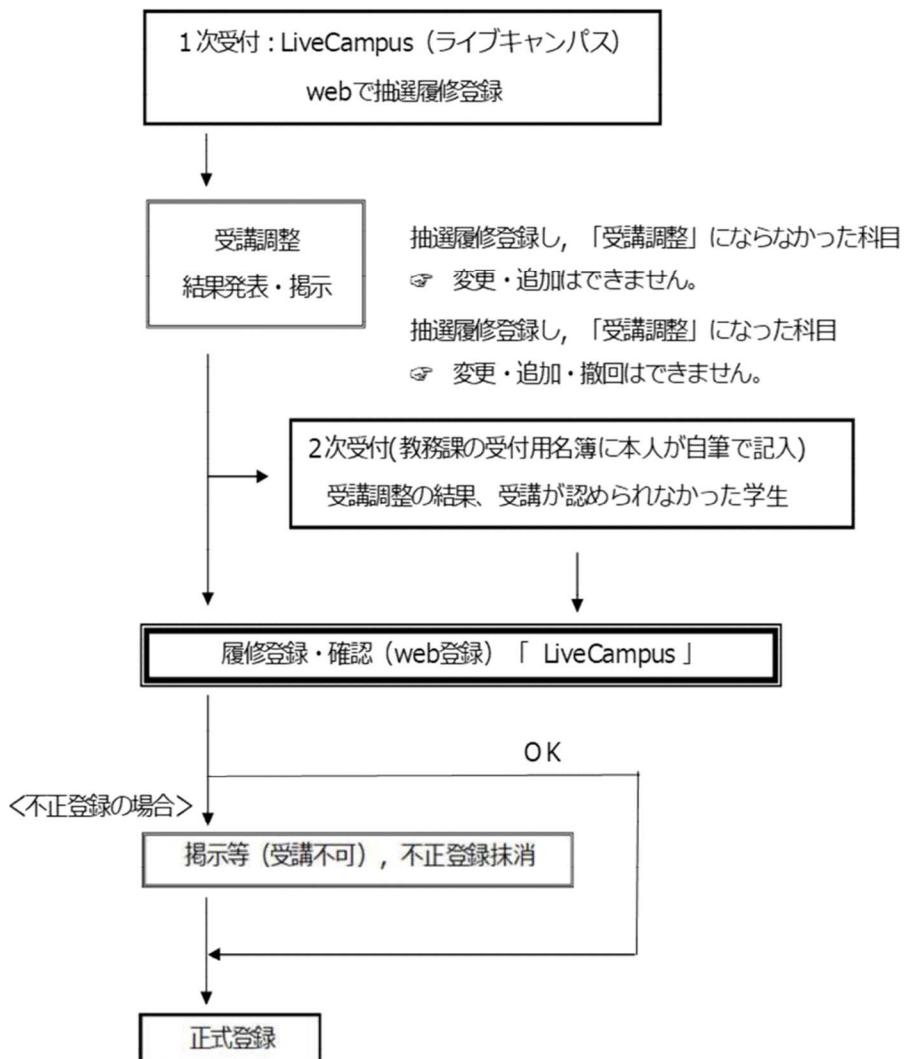 1次受付：LiveCampus（ライブキャンパス）
webで抽選履修登録
受講調整
結果発表・掲示
抽選履修登録し，「受講調整」にならなかった科目
☞ 変更・追加はできません。
抽選履修登録し，「受講調整」になった科目
☞ 変更・追加・撤回はできません。
2次受付(教務課の受付用名簿に本人が自筆で記入)
受講調整の結果、受講が認められなかった学生
履修登録・確認（web登録）「 LiveCampus 」
OK
＜不正登録の場合＞
掲示等（受講不可），不正登録抹消
正式登録